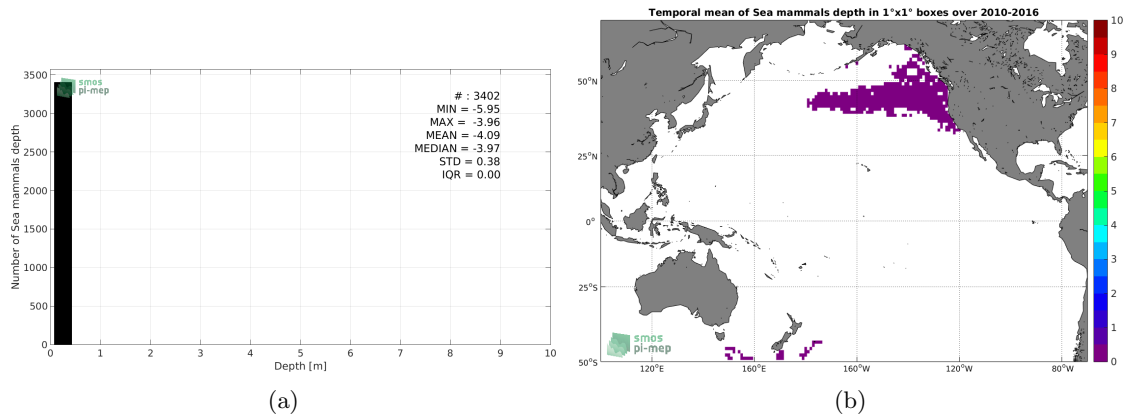 Temporal mean of Sea mammals depth in 1°x1° boxes over 2010-2016
3500
3000
2500
2000
1500
1000
500
0
Number of Sea mammals depth
smos
pi-mep
# : 3402
MIN = -5.95
MAX = -3.96
MEAN = -4.09
MEDIAN = -3.97
STD = 0.38
IQR = 0.00
0 1 2 3 4 5 6 7 8 9 10
Depth [m]
(a)
50°N
25°N
0°
25°S
50°S
smos
pi-mep
120°E 160°E 160°W 120°W 80°W
10
9
8
7
6
5
4
3
2
1
0
(b)